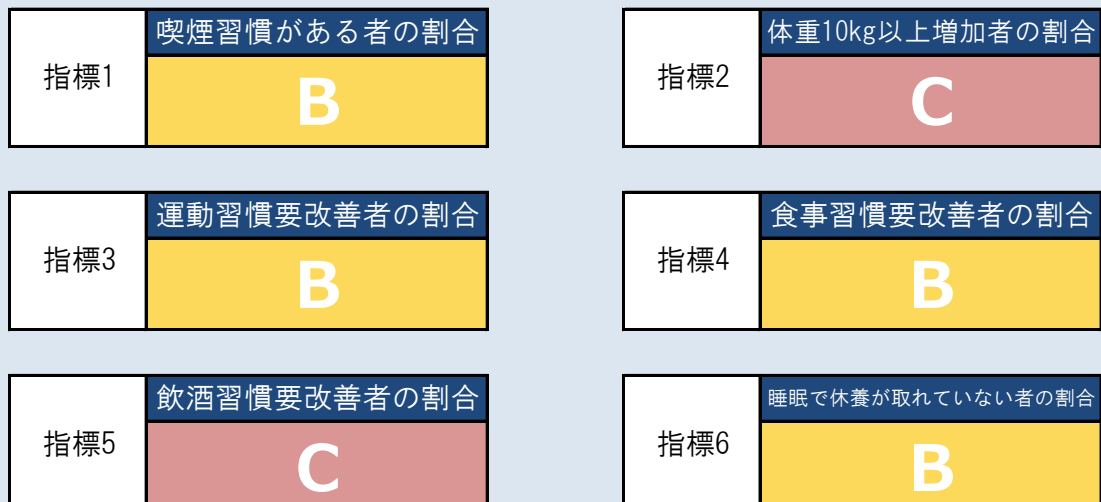 指標1
喫煙習慣がある者の割合
B
指標2
体重10kg以上増加者の割合
C
指標3
運動習慣要改善者の割合
B
指標4
食事習慣要改善者の割合
B
指標5
飲酒習慣要改善者の割合
C
指標6
睡眠で休養が取れていない者の割合
B